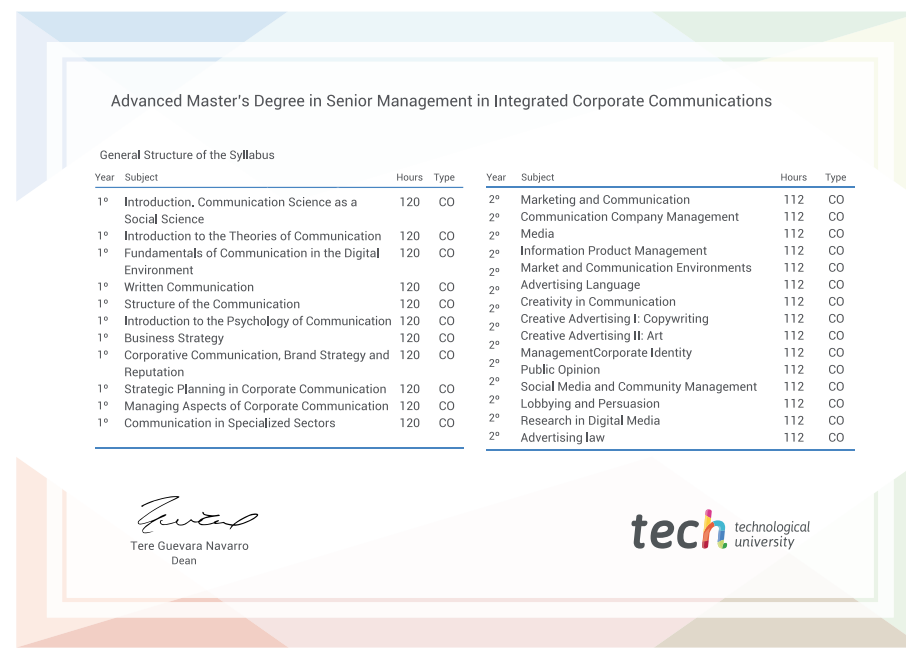 Advanced Master's Degree in Senior Management in Integrated Corporate Communications
General Structure of the Syllabus
Year Subject Hours Type
1º Introduction. Communication Science as a 120 CO
Social Science
1º Introduction to the Theories of Communication 120 CO
1º Fundamentals of Communication in the Digital 120 CO
Environment
1º Written Communication 120 CO
1º Structure of the Communication 120 CO
1º Introduction to the Psychology of Communication 120 CO
1º Business Strategy 120 CO
1º Corporative Communication, Brand Strategy and 120 CO
Reputation
1º Strategic Planning in Corporate Communication 120 CO
1º Managing Aspects of Corporate Communication 120 CO
1º Communication in Specialized Sectors 120 CO
Year Subject Hours Type
2º Marketing and Communication 112 CO
2º Communication Company Management 112 CO
2º Media 112 CO
2º Information Product Management 112 CO
2º Market and Communication Environments 112 CO
2º Advertising Language 112 CO
2º Creativity in Communication 112 CO
2º Creative Advertising I: Copywriting 112 CO
2º Creative Advertising II: Art 112 CO
2º ManagementCorporate Identity 112 CO
2º Public Opinion 112 CO
2º Social Media and Community Management 112 CO
2º Lobbying and Persuasion 112 CO
2º Research in Digital Media 112 CO
Advertising law 112 CO
Tere Guevara Navarro
Dean
tech technological
university